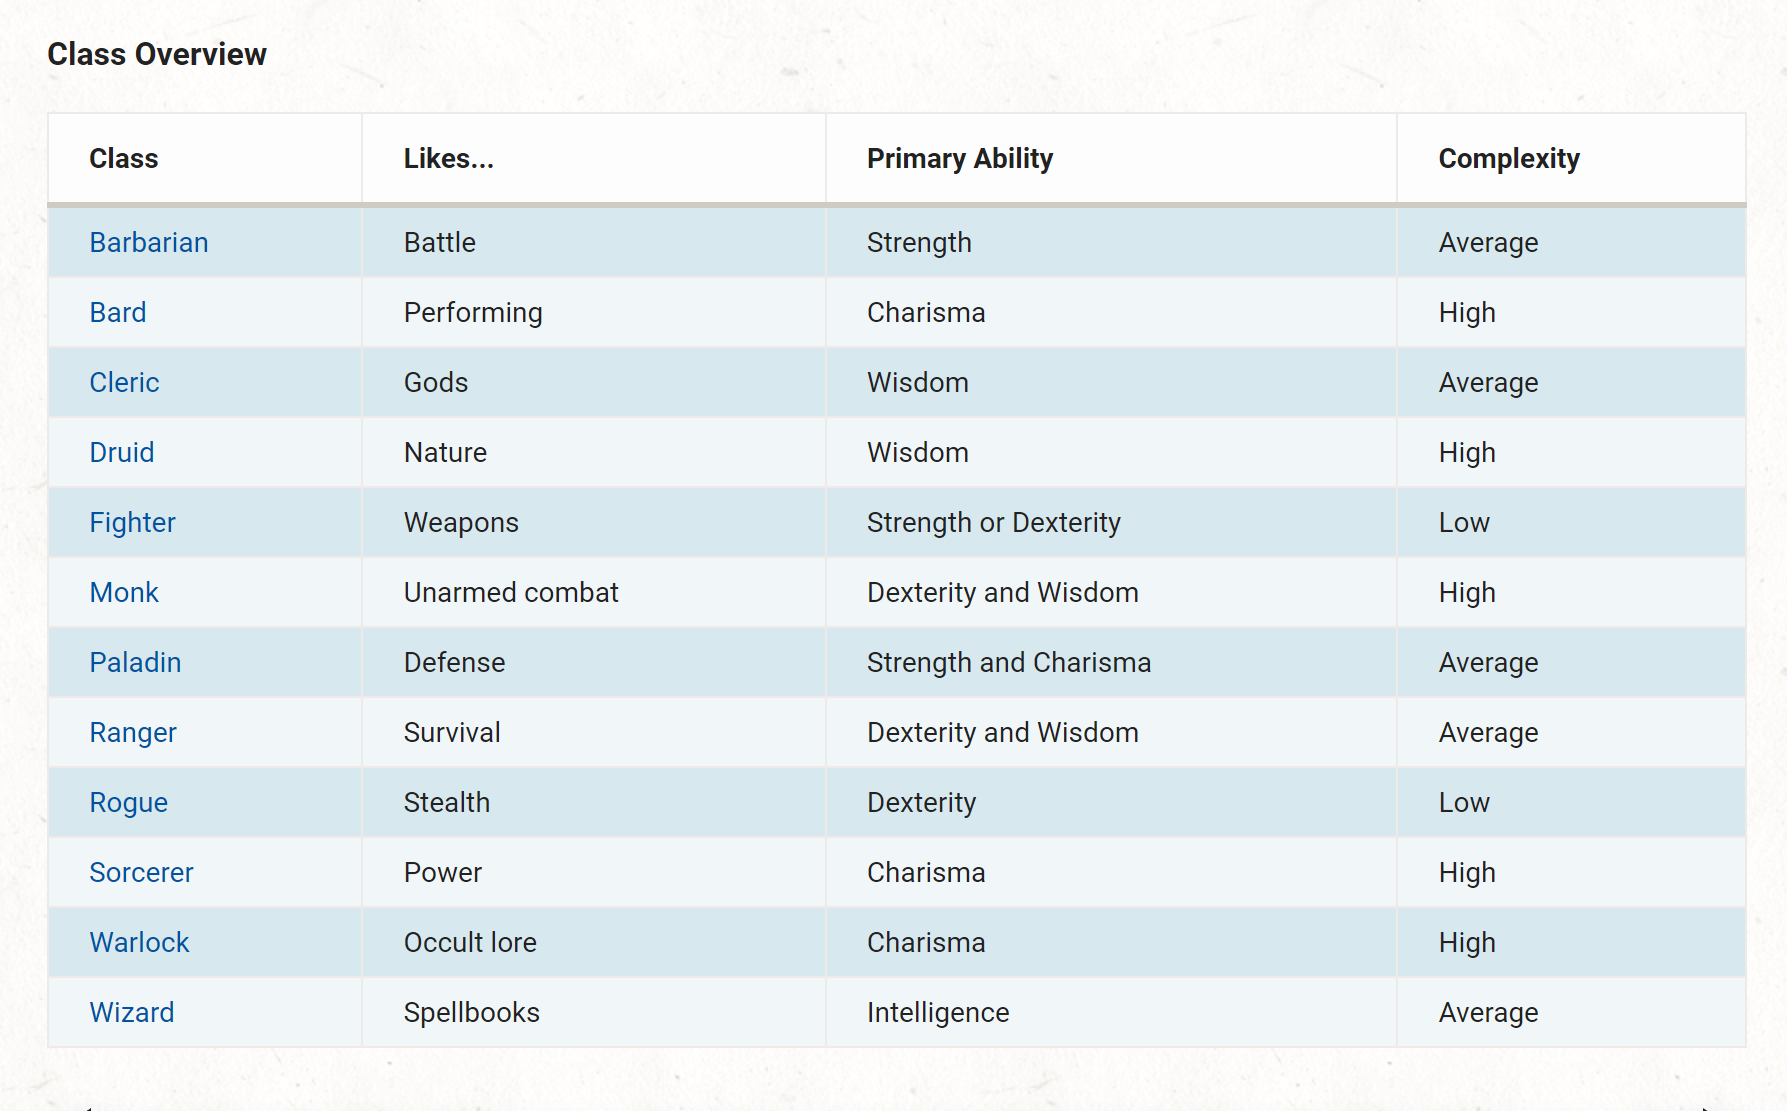 Class Overview
Class Likes... Primary Ability Complexity
Barbarian Battle Strength Average
Bard Performing Charisma High
Cleric Gods Wisdom Average
Druid Nature Wisdom High
Fighter Weapons Strength or Dexterity Low
Monk Unarmed combat Dexterity and Wisdom High
Paladin Defense Strength and Charisma Average
Ranger Survival Dexterity and Wisdom Average
Rogue Stealth Dexterity Low
Sorcerer Power Charisma High
Warlock Occult lore Charisma High
Wizard Spellbooks Intelligence Average